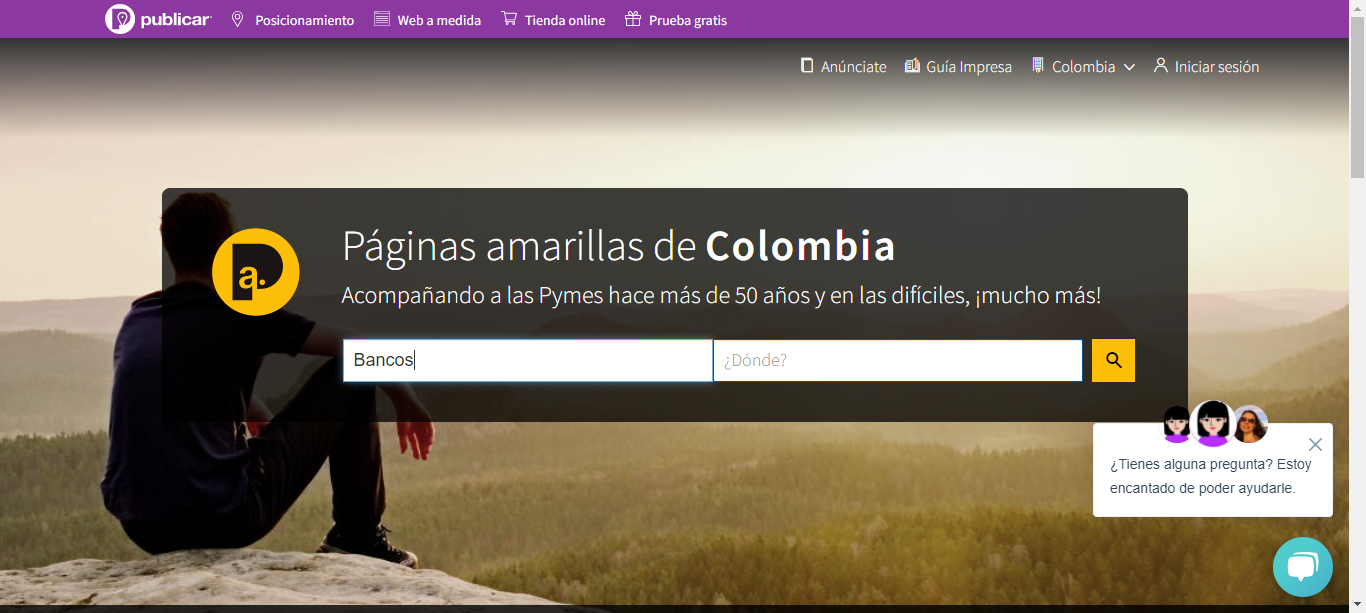 publicar
Posicionamiento
Web a medida
Tienda online
Prueba gratis
Anúnciate
Guía Impresa
Colombia
Iniciar sesión
a.
Páginas amarillas de Colombia
Acompañando a las Pymes hace más de 50 años y en las difíciles, ¡mucho más!
Bancos
¿Dónde?
¿Tienes alguna pregunta? Estoy
encantado de poder ayudarle.